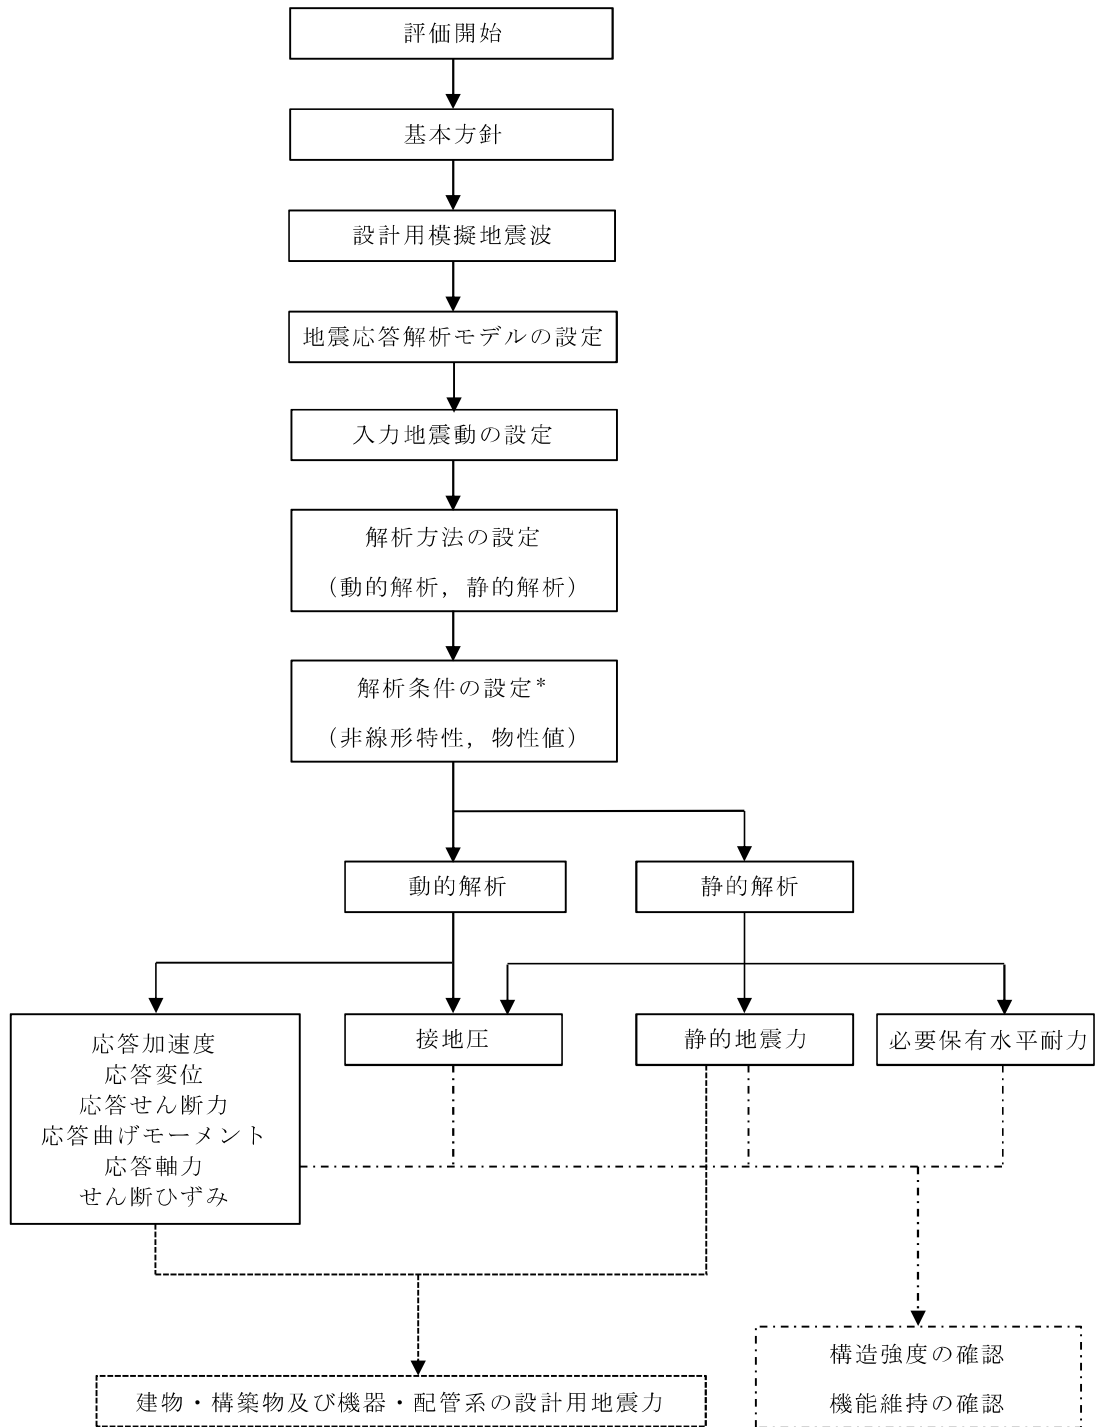 評価開始
基本方針
設計用模擬地震波
地震応答解析モデルの設定
入力地震動の設定
解析方法の設定
（動的解析，静的解析）
解析条件の設定*
（非線形特性，物性値）
動的解析
静的解析
応答加速度
応答変位
応答せん断力
応答曲げモーメント
応答軸力
せん断ひずみ
接地圧
静的地震力
必要保有水平耐力
建物・構築物及び機器・配管系の設計用地震力
構造強度の確認
機能維持の確認